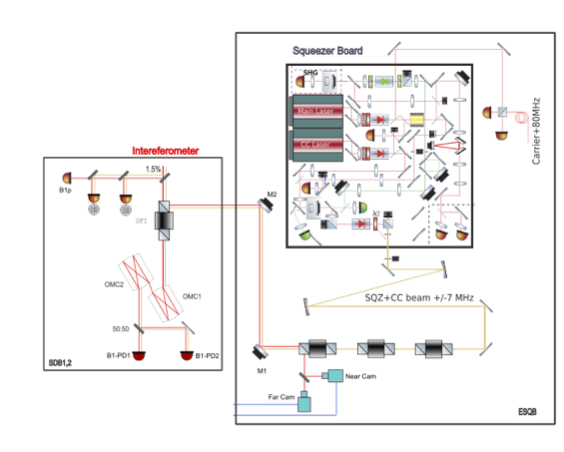 Squeezer Board
SHG
Main Laser
CC Laser
Carrier+80MHz
Intereferometer
1.5%
B1p
M2
OMC2
OMC1
SQZ+CC beam +/-7 MHz
50:50
B1-PD1
B1-PD2
M1
Near Cam
Far Cam
SDB1,2
ESQB